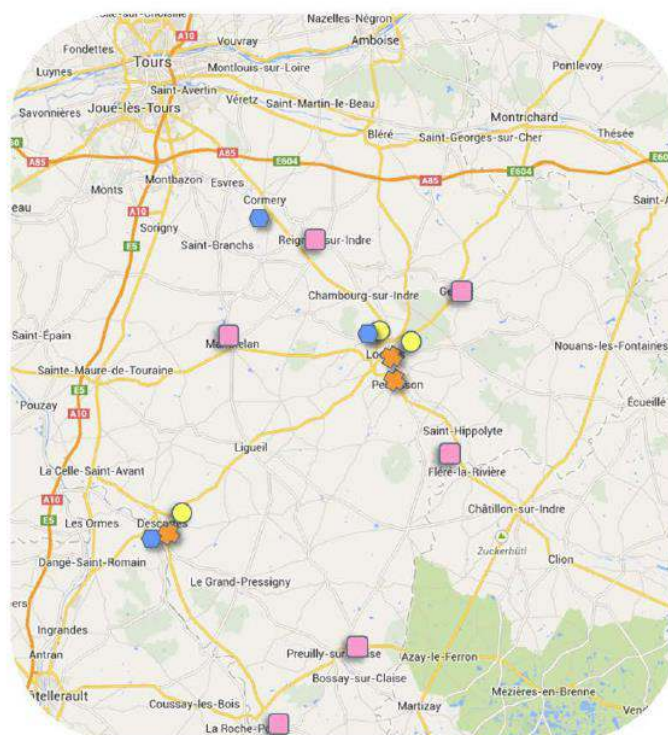 Nazelles-Négron
Vouvray
Amboise
Fondettes
A10
Pontlevoy
Luynes
Tours
Montlouis-sur-Loire
Saint-Avertin
Savonnières
Joué-lès-Tours
Véretz
Saint-Martin-le-Beau
Montrichard
Bléré
Saint-Georges-sur-Cher
Thésée
A85
A85
E604
A85
E604
Montbazon
Esvres
Monts
Cormery
A10
Sorigny
E5
Saint-Branchs
Chambourg-sur-Indre
Saint-Épain
Nouans-les-Fontaines
Sainte-Maure-de-Touraine
E5
Écueillé
Pouzay
A10
Saint-Hippolyte
Ligueil
La Celle-Saint-Avant
Fléré-la-Rivière
A10
Châtillon-sur-Indre
E5
Les Ormes
Zuckerhütl
Dangé-Saint-Romain
Clion
Le Grand-Pressigny
Ingrandes
Antran
Azay-le-Ferron
Bossay-sur-Claise
Mézières-en-Brenne
Coussay-les-Bois
Martizay